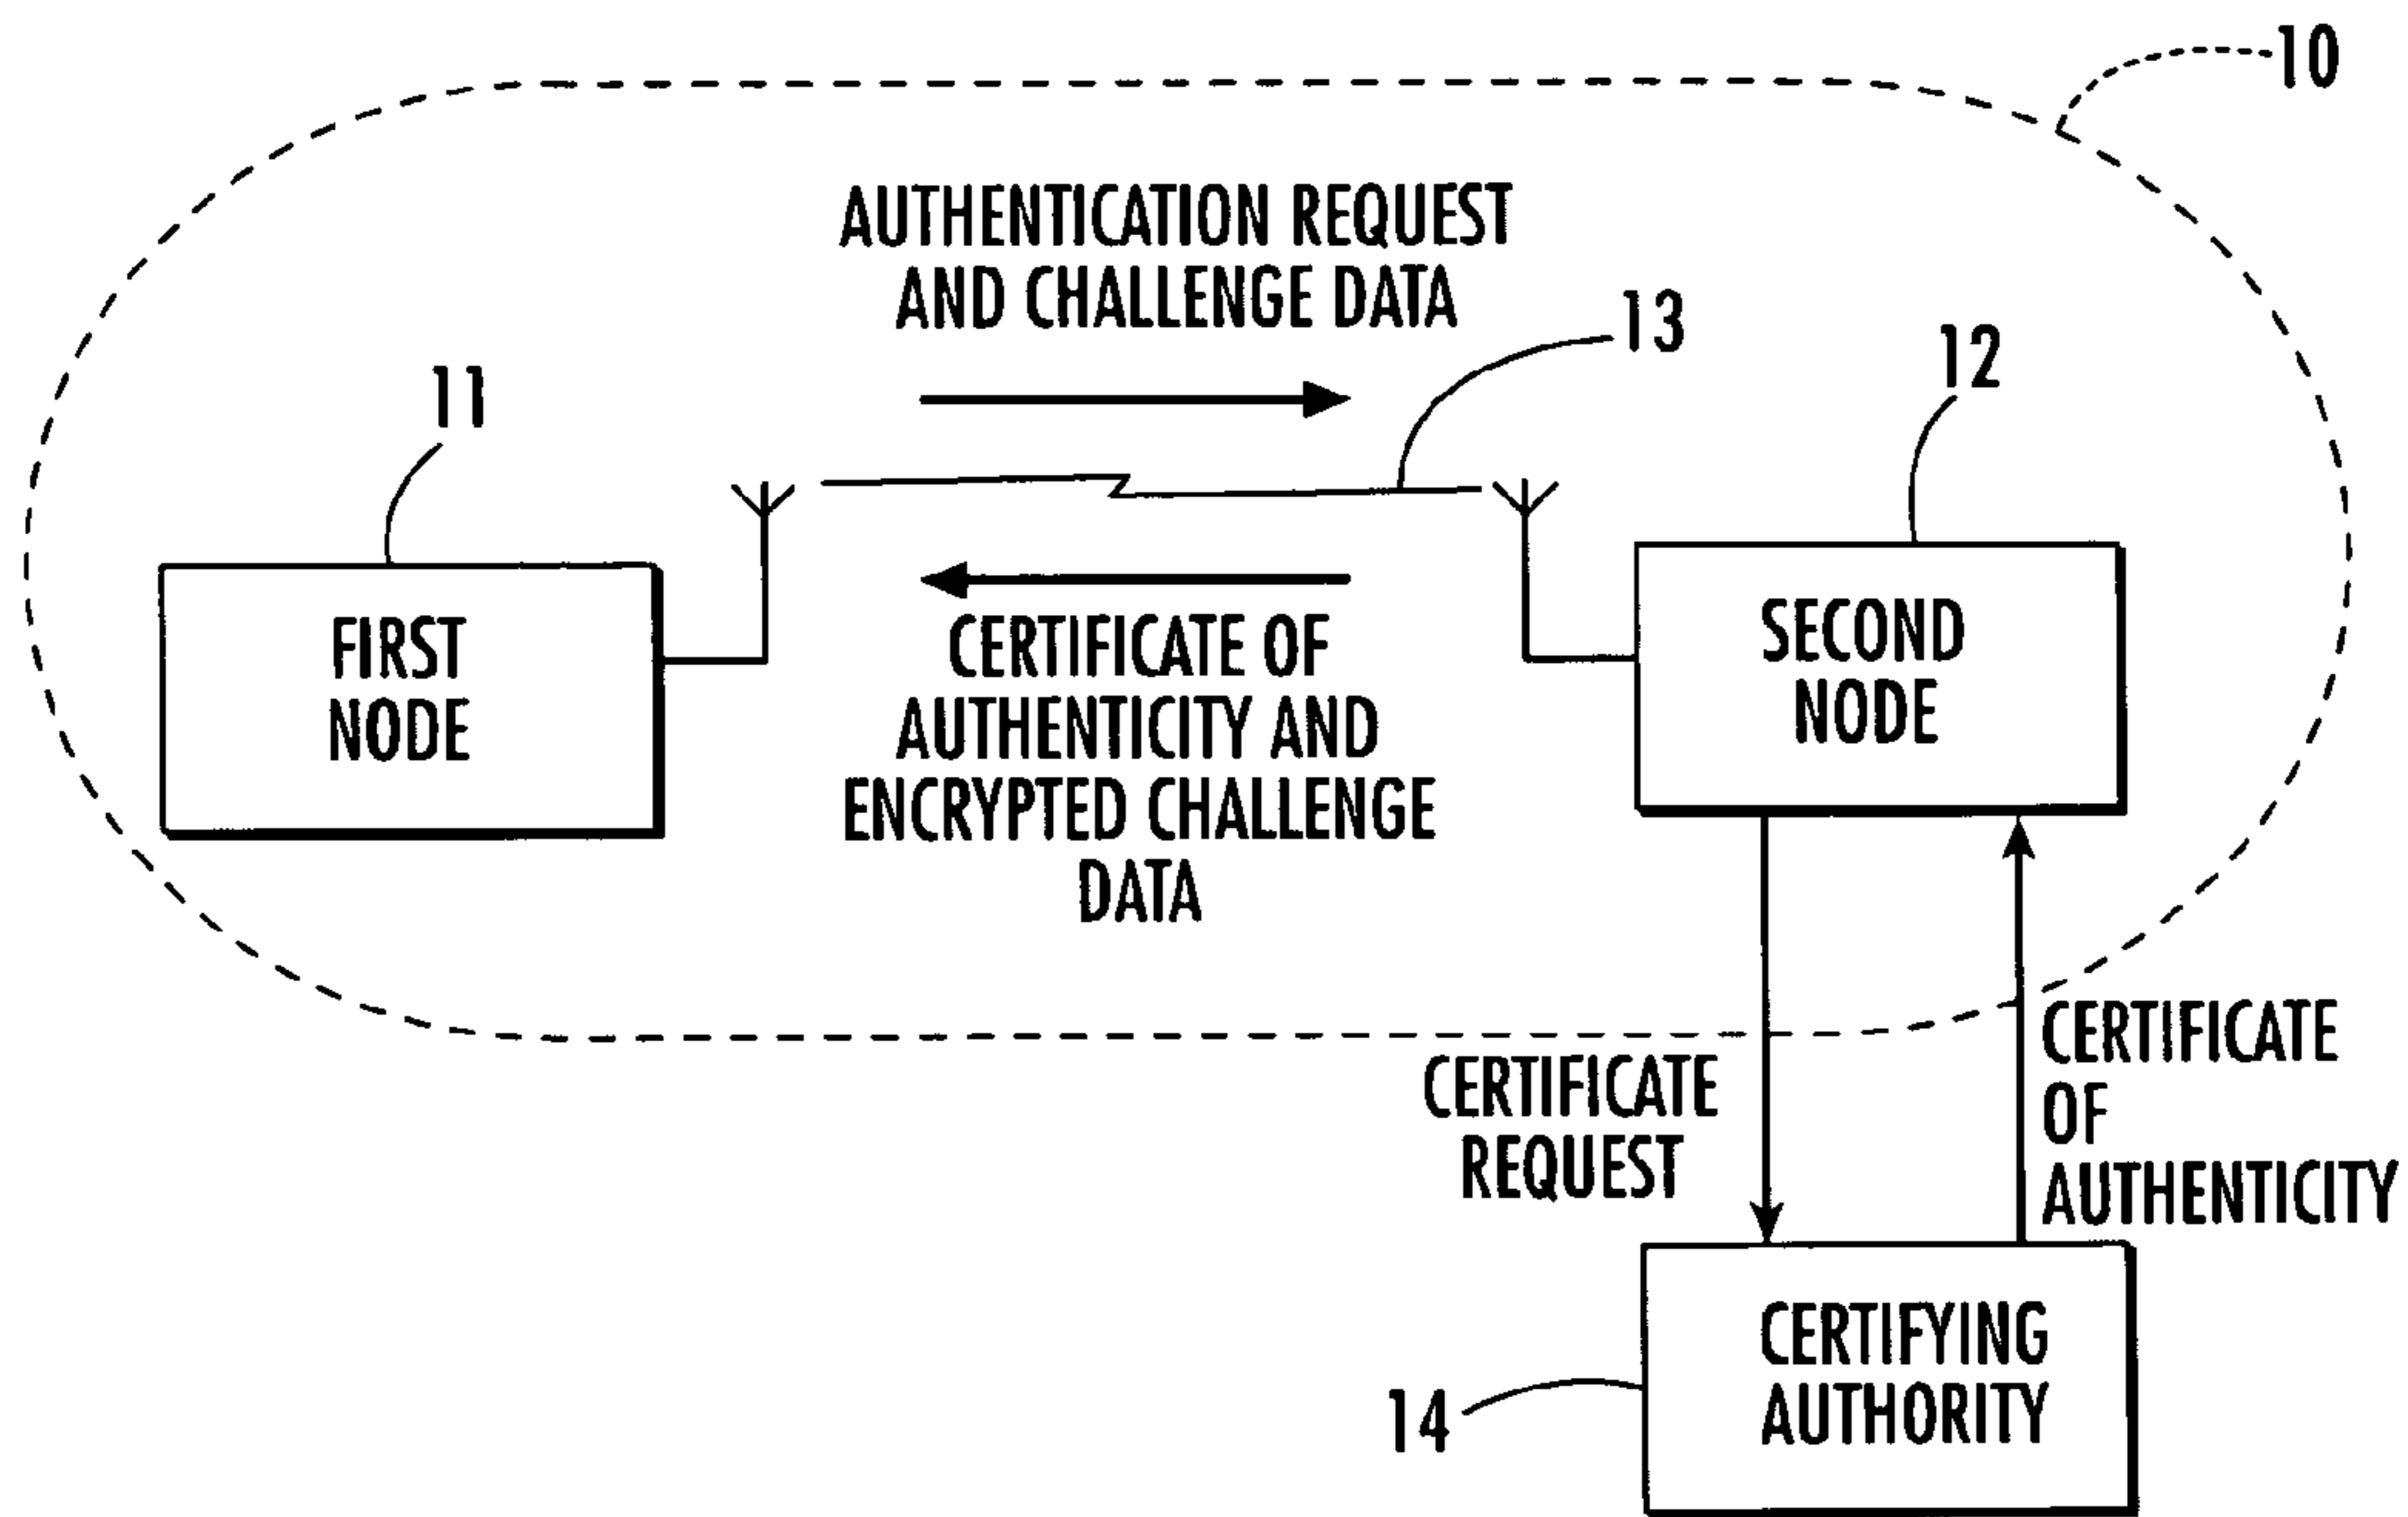 10
AUTHENTICATION REQUEST
AND CHALLENGE DATA
13
12
11
FIRST
NODE
CERTIFICATE OF
AUTHENTICITY AND
ENCRYPTED CHALLENGE
DATA
SECOND
NODE
CERTIFICATE
REQUEST
CERTIFICATE
OF
AUTHENTICITY
CERTIFYING
AUTHORITY
14